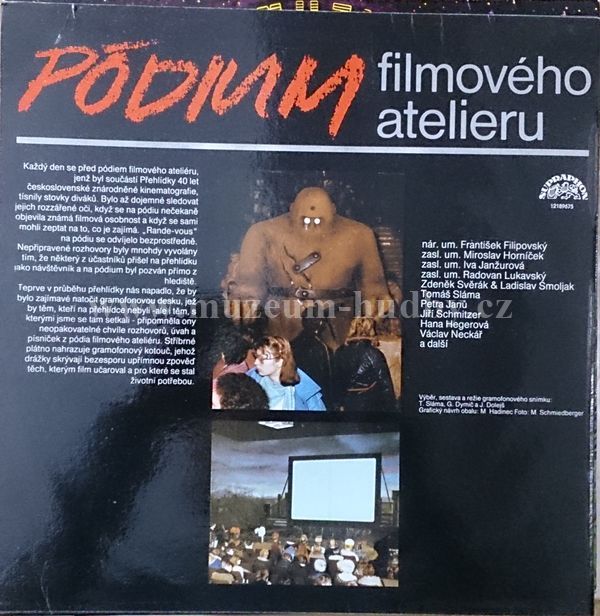 PÓDIUM
filmového
atelieru
SUPRAPHON
12189675
Každý den se před pódiem filmového ateliéru,
jenž byl součástí Přehlídky 40 let
československé znárodněné kinematografie,
tísnily stovky diváků. Bylo až dojemné sledovat
jejich rozzářené oči, když se na pódiu nečekaně
objevila známá filmová osobnost a když se sami
mohli zeptat na to, co je zajímá. „Rande-vous"
na pódiu se odvíjelo bezprostředně.
Nepřipravené rozhovory byly mnohdy vyvolány
tím, že některý z účastníků přišel na přehlídku
jako návštěvník a na pódium byl pozván přímo z
hlediště.
Teprve v průběhu přehlídky nás napadlo, že by
bylo zajímavé natočit gramofonovou desku, jež
by těm, kteří na přehlídce nebyli - ale i těm, s
kterými jsme se tam setkali - připomněla ony
neopakovatelné chvíle rozhovorů, úvah a
písniček z pódia filmového ateliéru. Stříbrné
plátno nahrazuje gramofonový kotouč, jehož
drážky skrývají bezesporu upřímnou zpověď
těch, kterým film učaroval a pro které se stal
životní potřebou.
nár. um. František Filipovský
zasl. um. Miroslav Horníček
zasl. um. Iva Janžurová
zasl. um. Radovan Lukavský
Zdeněk Svěrák & Ladislav Smoljak
Tomáš Sláma
Petra Janů
Jiří Schmitzer
Hana Hegerová
Václav Neckář
a další
Výběr, sestava a režie gramofonového snímku:
T. Sláma, G. Dymič a J. Dolejš
Grafický návrh obalu: M Hadinec Foto: M. Schmiedberger